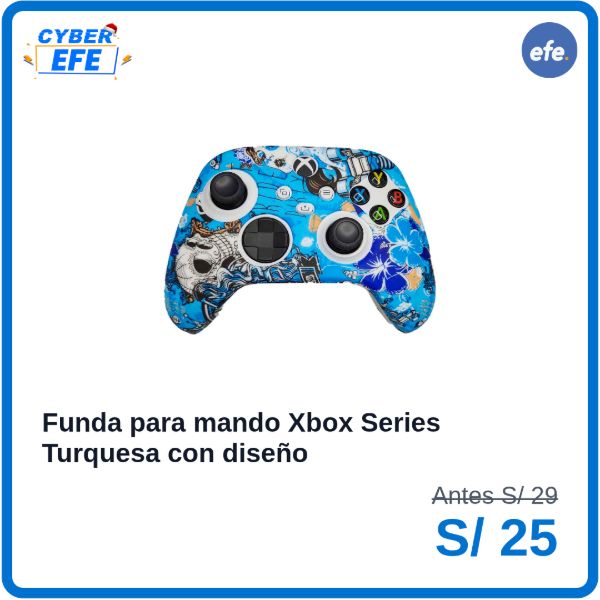 CYBER
EFE
efe.
Y
X
B
A
Funda para mando Xbox Series
Turquesa con diseño
Antes S/ 29
S/ 25